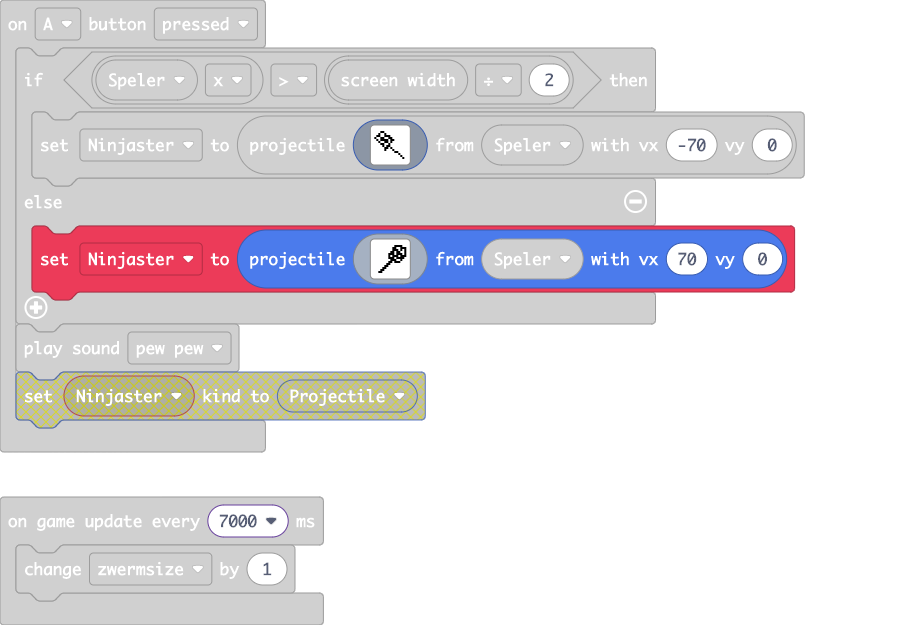 on A button pressed
if Speler x > screen width ÷ 2 then
set Ninjaster to projectile from Speler with vx -70 vy 0
else
set Ninjaster to projectile from Speler with vx 70 vy 0
play sound pew pew
set Ninjaster kind to Projectile
on game update every 7000 ms
change zwermsize by 1